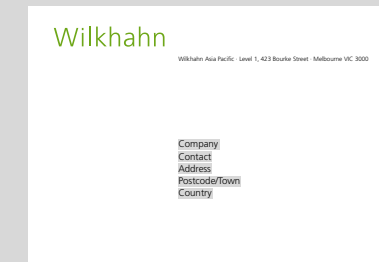 Wilkhahn
Wilkhahn Asia Pacific · Level 1, 423 Bourke Street · Melbourne VIC 3000
Company
Contact
Address
Postcode/Town
Country